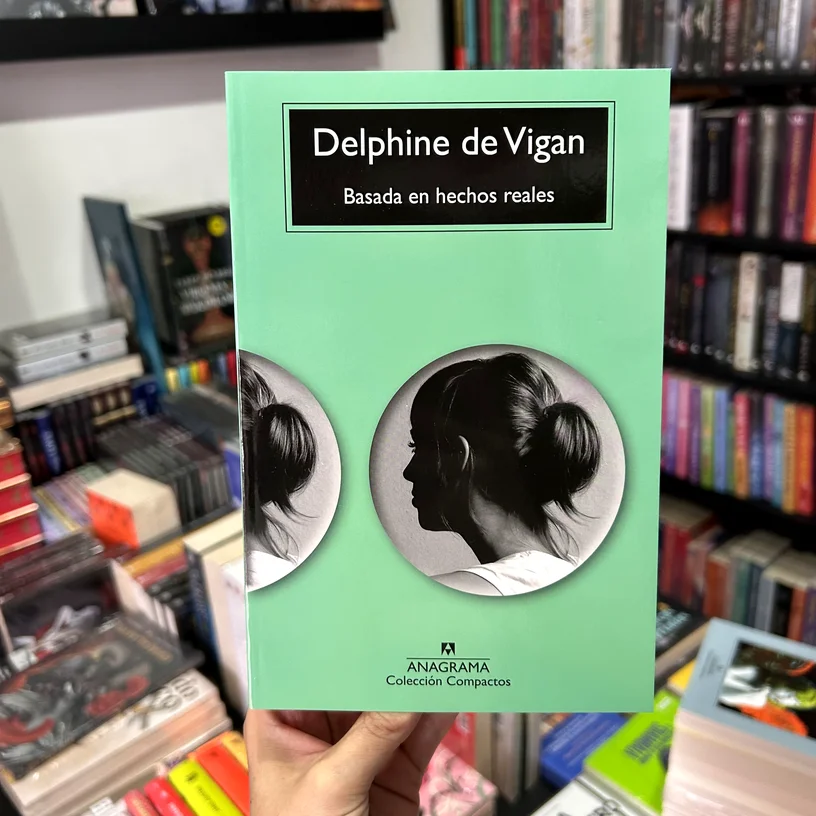 Delphine de Vigan
Basada en hechos reales
ANAGRAMA
Colección Compactos